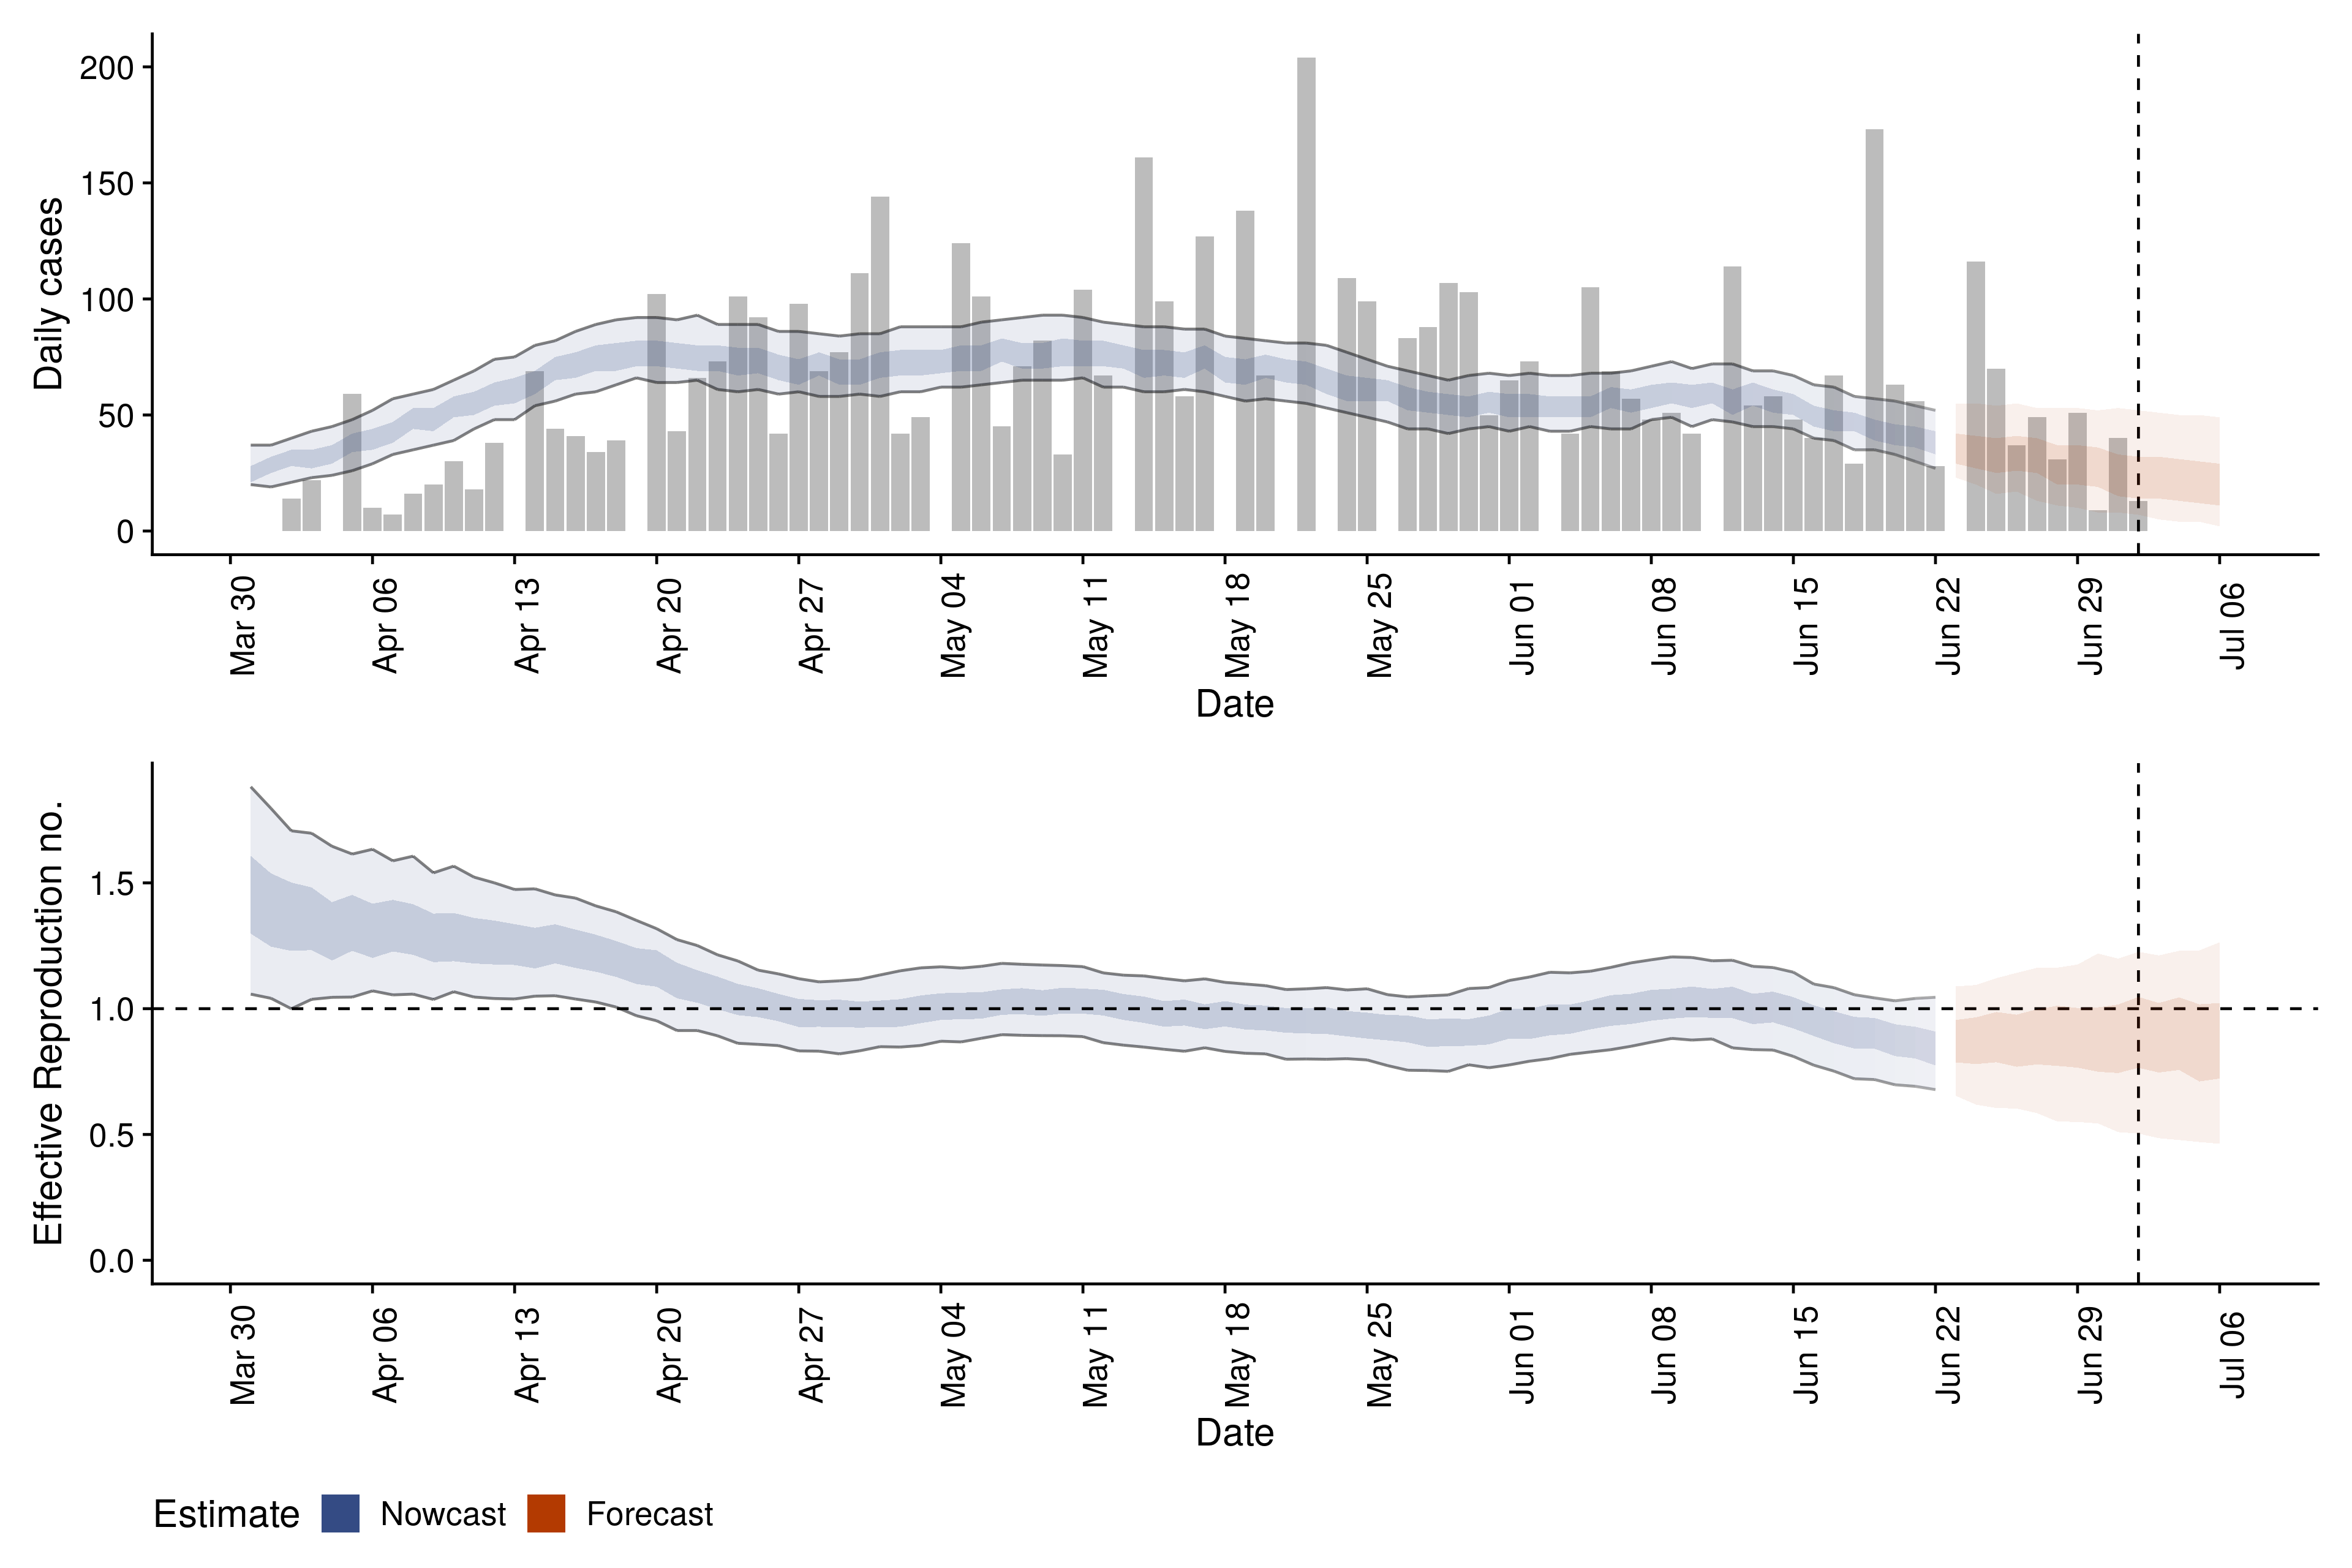 Daily cases
200
150
100
50
0
Mar 30
Apr 06
Apr 13
Apr 20
Apr 27
May 04
May 11
May 18
May 25
Jun 01
Jun 08
Jun 15
Jun 22
Jun 29
Jul 06
Date
Effective Reproduction no.
1.5
1.0
0.5
0.0
Mar 30
Apr 06
Apr 13
Apr 20
Apr 27
May 04
May 11
May 18
May 25
Jun 01
Jun 08
Jun 15
Jun 22
Jun 29
Jul 06
Date
Estimate Nowcast Forecast